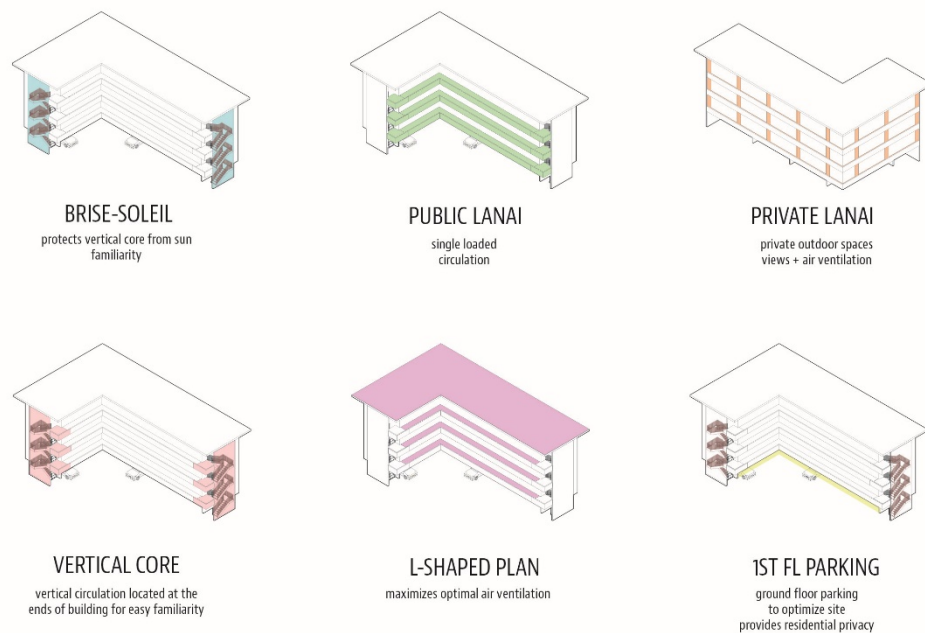 BRISE-SOLEIL
protects vertical core from sun
familiarity
PUBLIC LANAI
single loaded
circulation
PRIVATE LANAI
private outdoor spaces
views + air ventilation
VERTICAL CORE
vertical circulation located at the
ends of building for easy familiarity
L-SHAPED PLAN
maximizes optimal air ventilation
1ST FL PARKING
ground floor parking
to optimize site
provides residential privacy